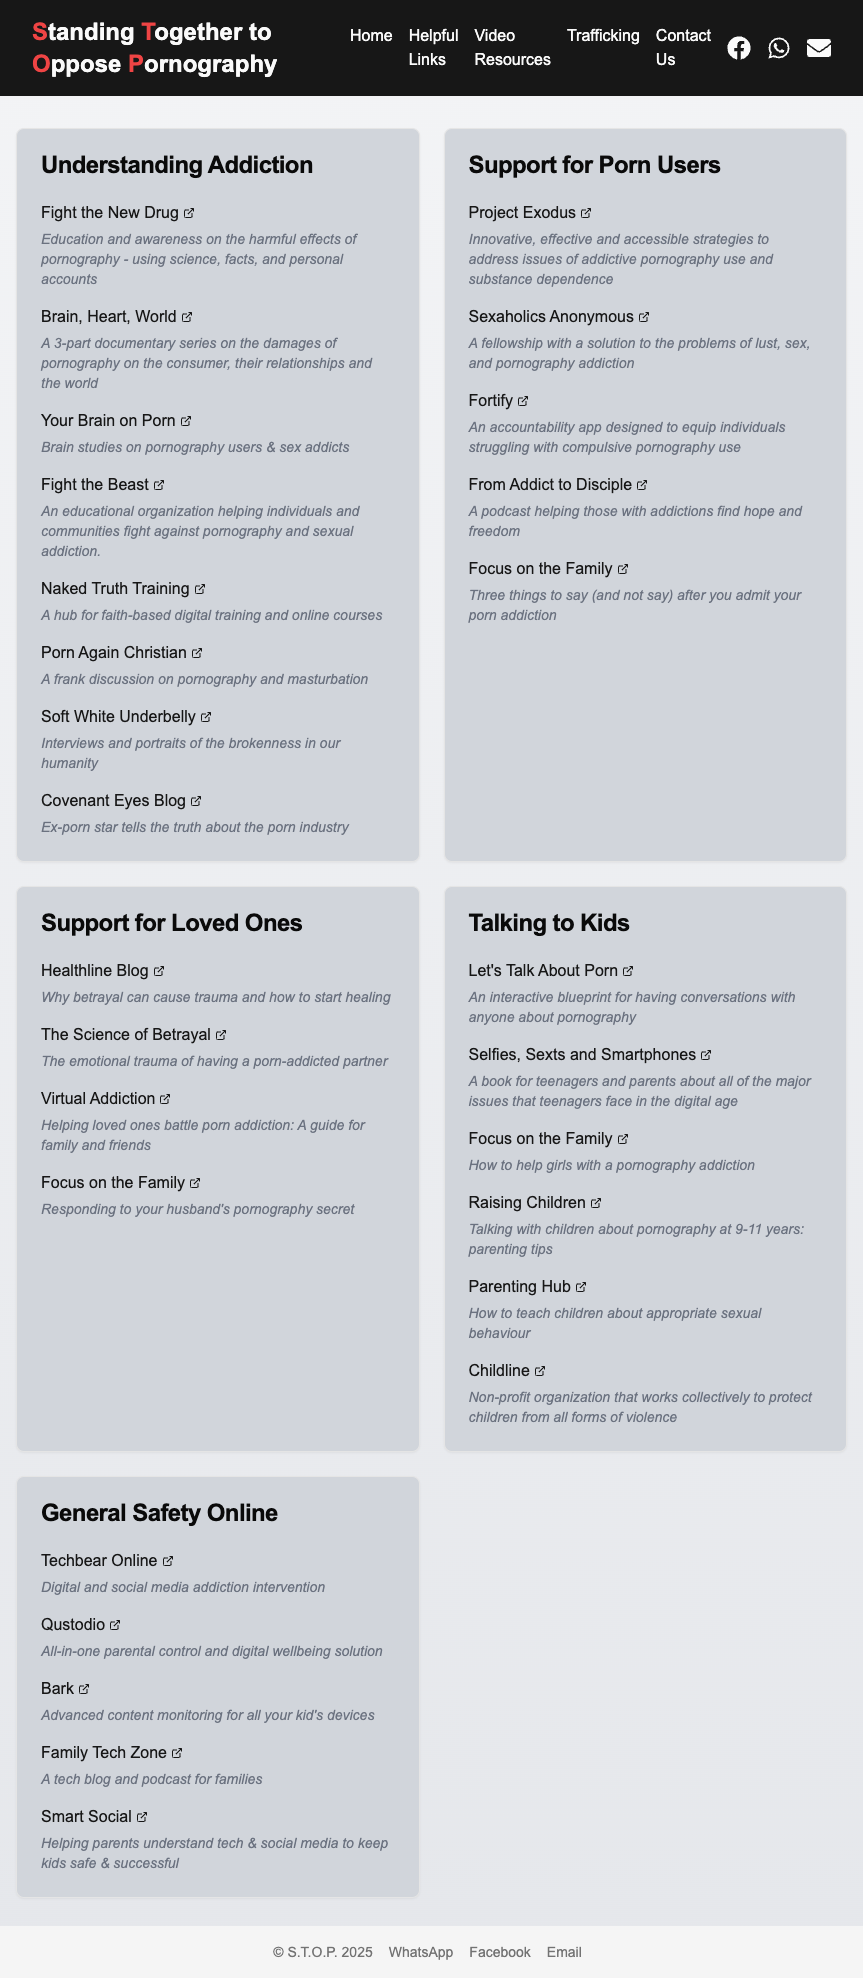 Standing Together to
Oppose Pornography
Home
Helpful
Links
Video
Resources
Trafficking
Contact
Us
Understanding Addiction
Fight the New Drug
Education and awareness on the harmful effects of
pornography - using science, facts, and personal
accounts
Brain, Heart, World
A 3-part documentary series on the damages of
pornography on the consumer, their relationships and
the world
Your Brain on Porn
Brain studies on pornography users & sex addicts
Fight the Beast
An educational organization helping individuals and
communities fight against pornography and sexual
addiction.
Naked Truth Training
A hub for faith-based digital training and online courses
Porn Again Christian
A frank discussion on pornography and masturbation
Soft White Underbelly
Interviews and portraits of the brokenness in our
humanity
Covenant Eyes Blog
Ex-porn star tells the truth about the porn industry
Support for Porn Users
Project Exodus
Innovative, effective and accessible strategies to
address issues of addictive pornography use and
substance dependence
Sexaholics Anonymous
A fellowship with a solution to the problems of lust, sex,
and pornography addiction
Fortify
An accountability app designed to equip individuals
struggling with compulsive pornography use
From Addict to Disciple
A podcast helping those with addictions find hope and
freedom
Focus on the Family
Three things to say (and not say) after you admit your
porn addiction
Support for Loved Ones
Healthline Blog
Why betrayal can cause trauma and how to start healing
The Science of Betrayal
The emotional trauma of having a porn-addicted partner
Virtual Addiction
Helping loved ones battle porn addiction: A guide for
family and friends
Focus on the Family
Responding to your husband's pornography secret
Talking to Kids
Let's Talk About Porn
An interactive blueprint for having conversations with
anyone about pornography
Selfies, Sexts and Smartphones
A book for teenagers and parents about all of the major
issues that teenagers face in the digital age
Focus on the Family
How to help girls with a pornography addiction
Raising Children
Talking with children about pornography at 9-11 years:
parenting tips
Parenting Hub
How to teach children about appropriate sexual
behaviour
Childline
Non-profit organization that works collectively to protect
children from all forms of violence
General Safety Online
Techbear Online
Digital and social media addiction intervention
Qustodio
All-in-one parental control and digital wellbeing solution
Bark
Advanced content monitoring for all your kid's devices
Family Tech Zone
A tech blog and podcast for families
Smart Social
Helping parents understand tech & social media to keep
kids safe & successful
© S.T.O.P. 2025 WhatsApp Facebook Email